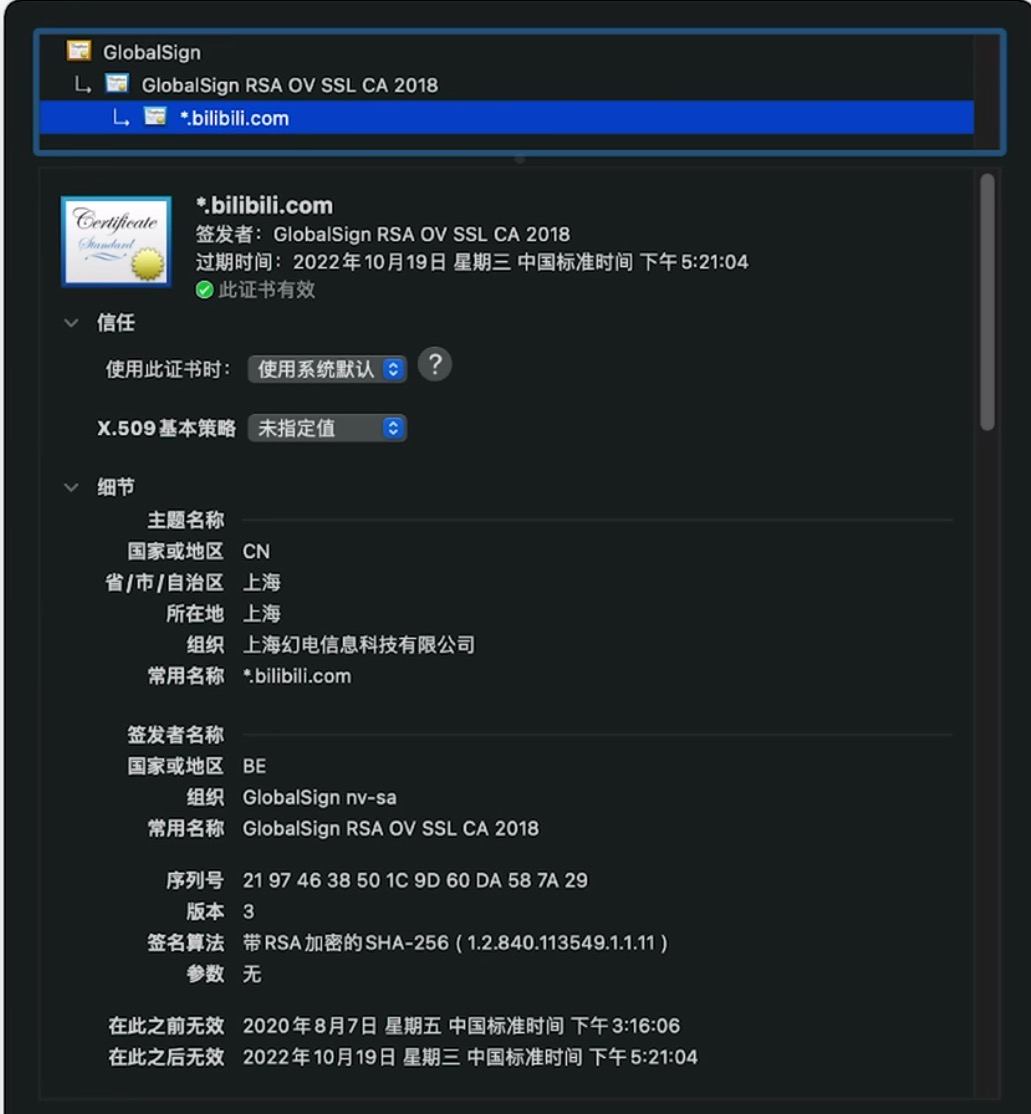 GlobalSign
GlobalSign RSA OV SSL CA 2018
*.bilibili.com
Certificate
Standard
*.bilibili.com
签发者：GlobalSign RSA OV SSL CA 2018
过期时间：2022年10月19日 星期三 中国标准时间 下午5:21:04
此证书有效
信任
使用此证书时： 使用系统默认 ?
X.509基本策略 未指定值
细节
主题名称
国家或地区 CN
省/市/自治区 上海
所在地 上海
组织 上海幻电信息科技有限公司
常用名称 *.bilibili.com
签发者名称
国家或地区 BE
组织 GlobalSign nv-sa
常用名称 GlobalSign RSA OV SSL CA 2018
序列号 21 97 46 38 50 1C 9D 60 DA 58 7A 29
版本 3
签名算法 带RSA加密的SHA-256 ( 1.2.840.113549.1.1.11 )
参数 无
在此之前无效 2020年8月7日 星期五 中国标准时间 下午3:16:06
在此之后无效 2022年10月19日 星期三 中国标准时间 下午5:21:04